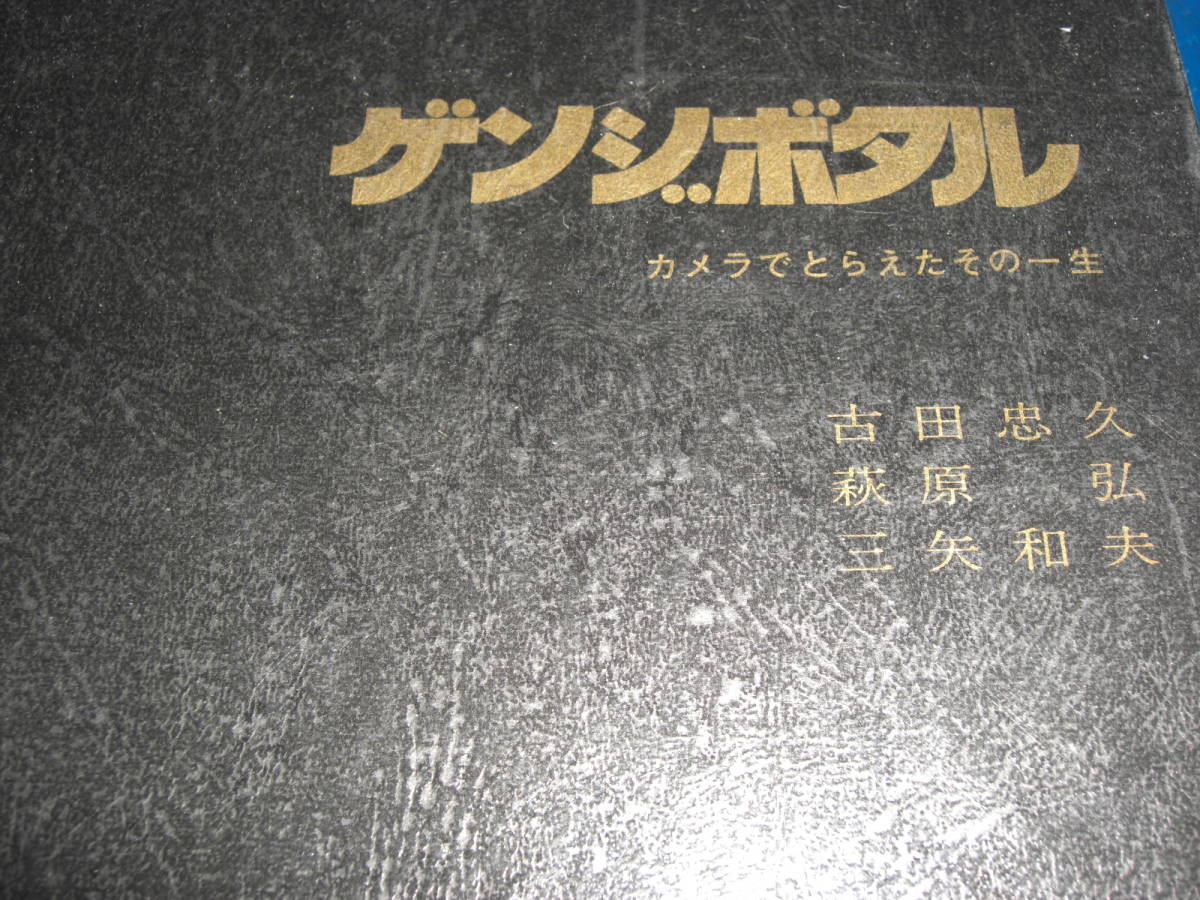 ゲンジボタル
カメラでとらえたその一生
古田忠久
萩原 弘
三矢和夫